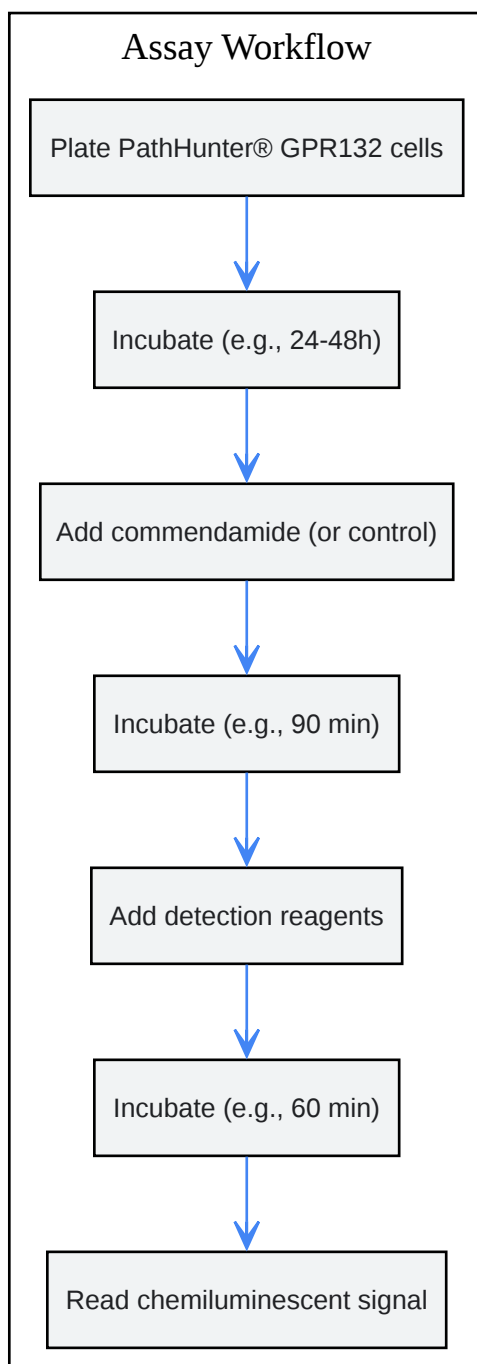 Assay Workflow
Plate PathHunter® GPR132 cells
Incubate (e.g., 24-48h)
Add commendamide (or control)
Incubate (e.g., 90 min)
Add detection reagents
Incubate (e.g., 60 min)
Read chemiluminescent signal